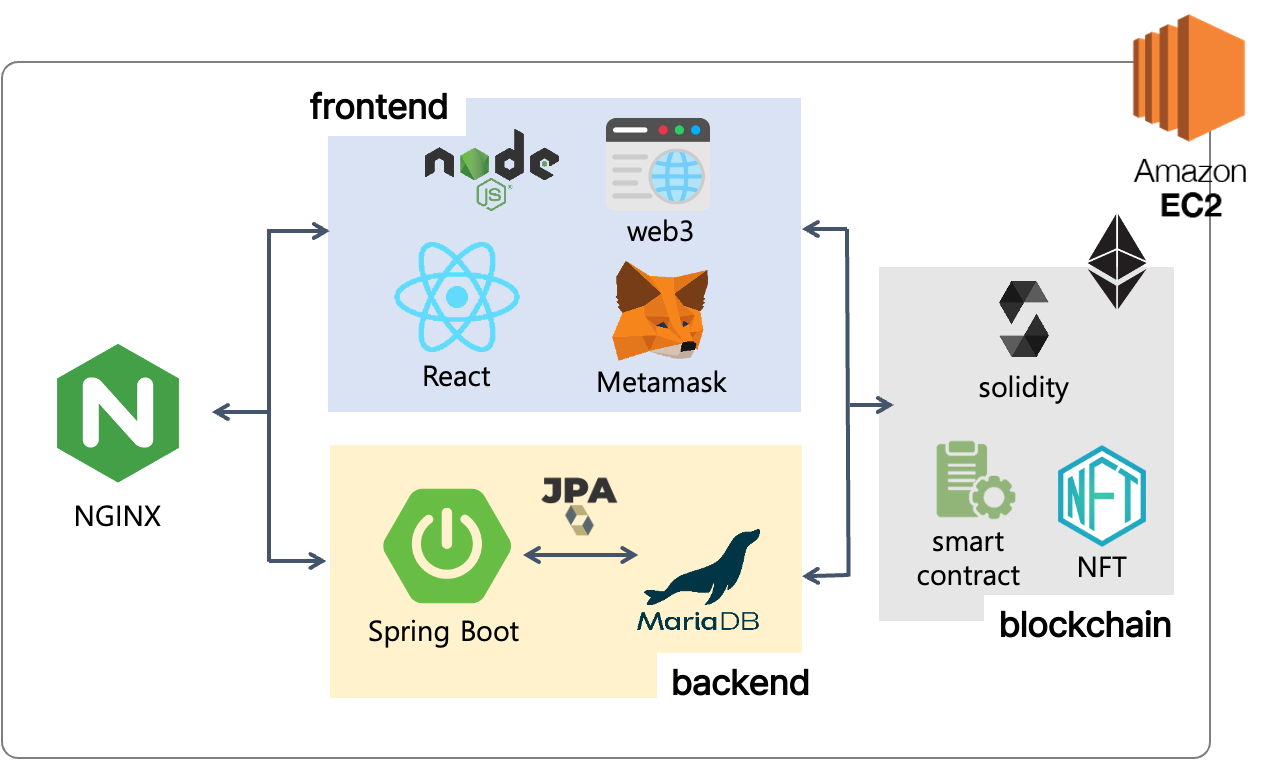 Amazon
EC2
frontend
node
JS
web3
React
Metamask
NGINX
JPA
Spring Boot
MariaDB
backend
solidity
smart
contract
NFT
NFT
blockchain